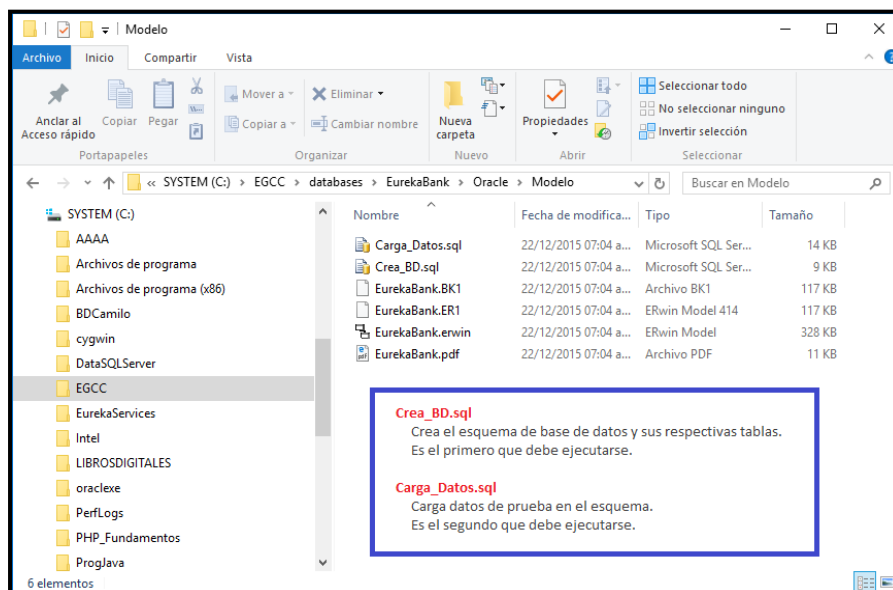 Modelo
Archivo Inicio Compartir Vista
Anclar al Acceso rápido
Copiar
Pegar
Mover a
Copiar a
Eliminar
Cambiar nombre
Nueva carpeta
Propiedades
Seleccionar todo
No seleccionar ninguno
Invertir selección
Portapapeles Organizar Nuevo Abrir Seleccionar
« SYSTEM (C:) > EGCC > databases > EurekaBank > Oracle > Modelo
Buscar en Modelo
SYSTEM (C:)
AAAA
Archivos de programa
Archivos de programa (x86)
BDCamilo
cygwin
DataSQLServer
EGCC
EurekaServices
Intel
LIBROSDIGITALES
oraclexe
PerfLogs
PHP_Fundamentos
ProgJava
Nombre Fecha de modifica... Tipo Tamaño
Carga_Datos.sql 22/12/2015 07:04 a... Microsoft SQL Ser... 14 KB
Crea_BD.sql 22/12/2015 07:04 a... Microsoft SQL Ser... 9 KB
EurekaBank.BK1 22/12/2015 07:04 a... Archivo BK1 117 KB
EurekaBank.ER1 22/12/2015 07:04 a... ERwin Model 414 117 KB
EurekaBank.erwin 22/12/2015 07:04 a... ERwin Model 328 KB
EurekaBank.pdf 22/12/2015 07:04 a... Archivo PDF 11 KB
Crea_BD.sql
Crea el esquema de base de datos y sus respectivas tablas.
Es el primero que debe ejecutarse.
Carga_Datos.sql
Carga datos de prueba en el esquema.
Es el segundo que debe ejecutarse.
6 elementos